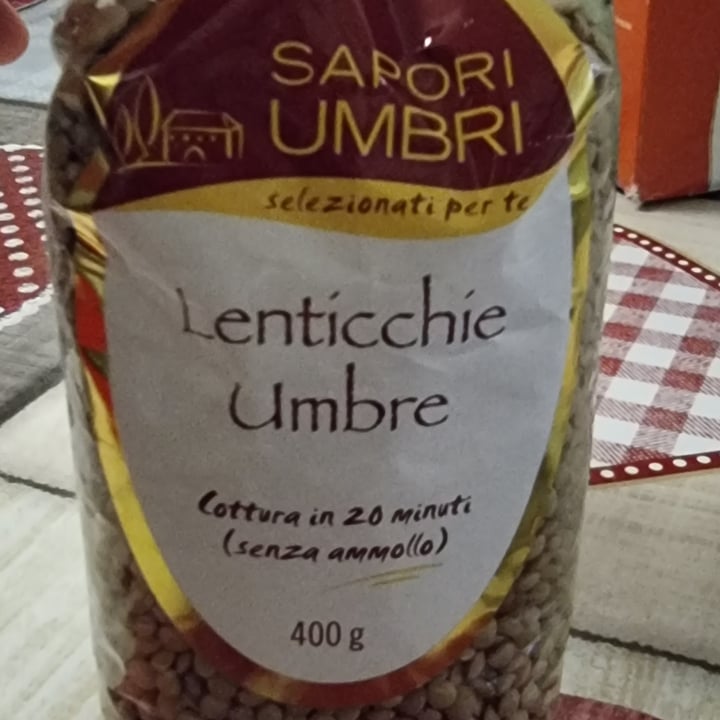 SAPORI
UMBRI
selezionati per te
Lenticchie
Umbre
Cottura in 20 minuti
(senza ammollo)
400 g